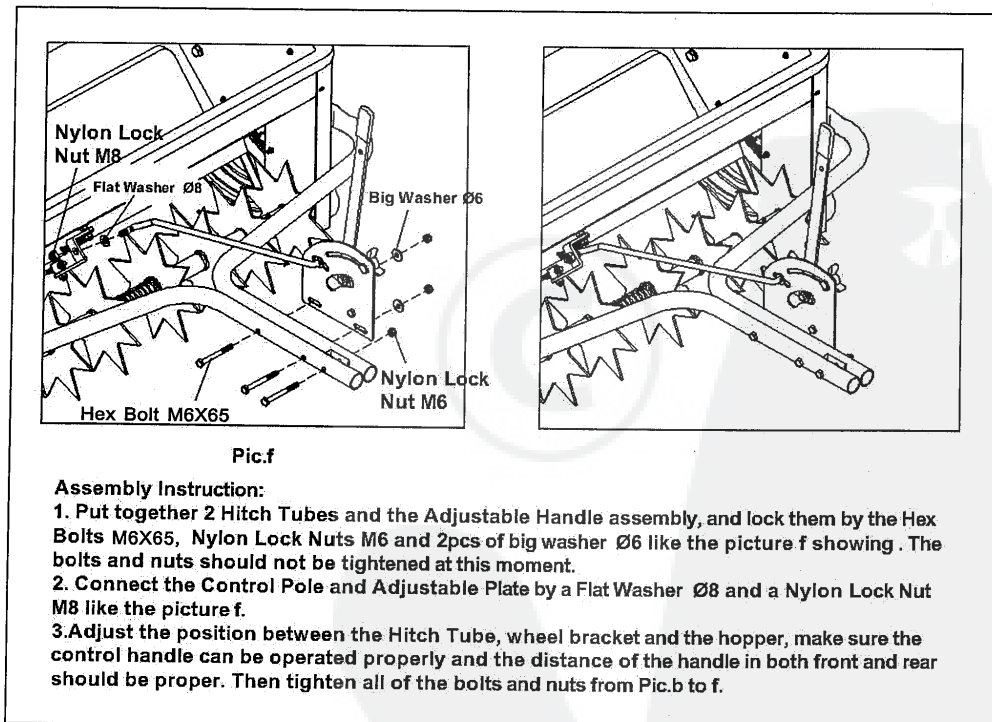 Nylon Lock
Nut M8
Flat Washer Ø8
Big Washer Ø6
Nylon Lock
Nut M6
Hex Bolt M6X65
Pic.f
Assembly Instruction:
1. Put together 2 Hitch Tubes and the Adjustable Handle assembly, and lock them by the Hex
Bolts M6X65, Nylon Lock Nuts M6 and 2pcs of big washer Ø6 like the picture f showing . The
bolts and nuts should not be tightened at this moment.
2. Connect the Control Pole and Adjustable Plate by a Flat Washer Ø8 and a Nylon Lock Nut
M8 like the picture f.
3.Adjust the position between the Hitch Tube, wheel bracket and the hopper, make sure the
control handle can be operated properly and the distance of the handle in both front and rear
should be proper. Then tighten all of the bolts and nuts from Pic.b to f.